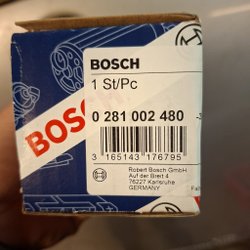 BOSCH
1 St/Pc
0 281 002 480
BOSCH
3 165143 176795
Robert Bosch GmbH
Auf der Breit 4
76227 Karlsruhe
GERMANY